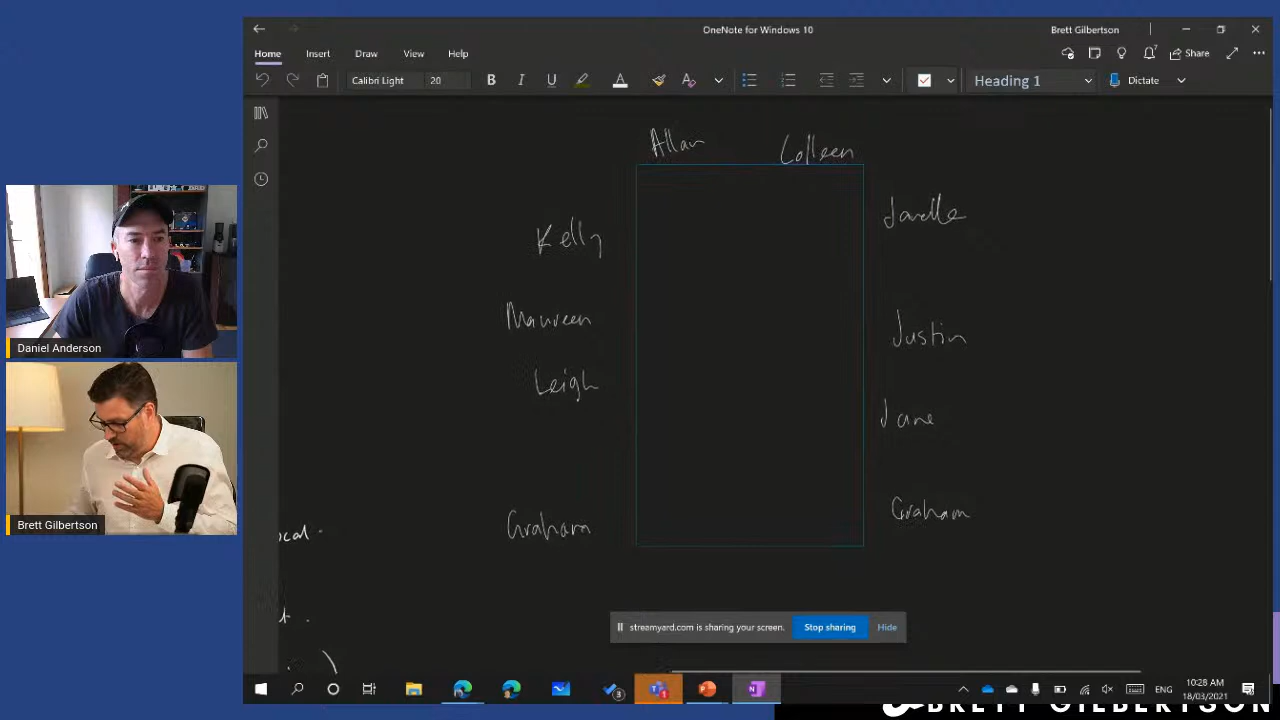 OneNote for Windows 10
Brett Gilbertson
Home Insert Draw View Help
Share
Calibri Light 20 B I U A Heading 1 Dictate
Allan Colleen
Janelle
Kelly
Maureen
Justin
Leigh
Jane
Graham
Graham
ocal.
t.
Daniel Anderson
Brett Gilbertson
streamyard.com is sharing your screen. Stop sharing Hide
ENG
10:28 AM
18/03/2021
BRETT GILBERTSON